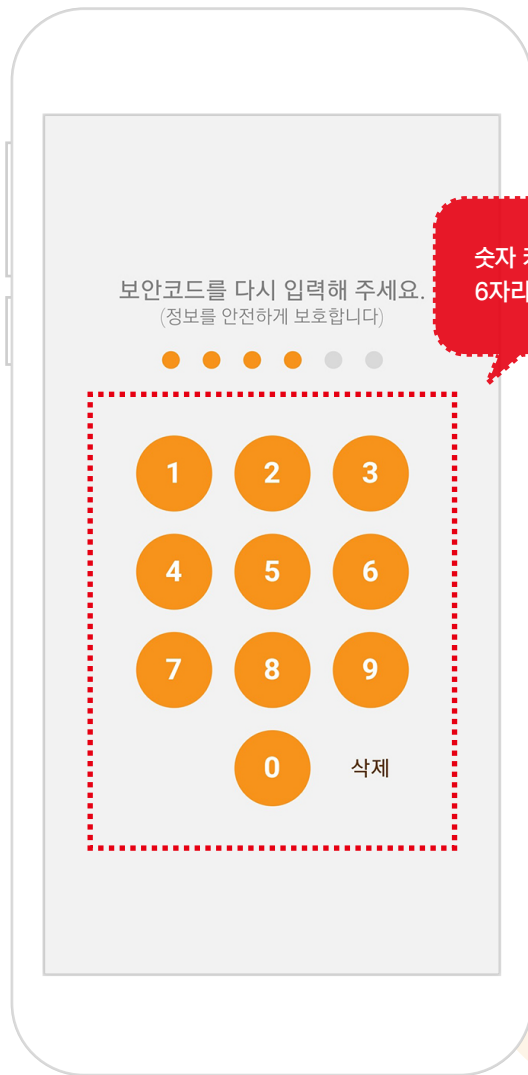 보안코드를 다시 입력해 주세요.
(정보를 안전하게 보호합니다)
숫자
6자리
1 2 3
4 5 6
7 8 9
0 삭제